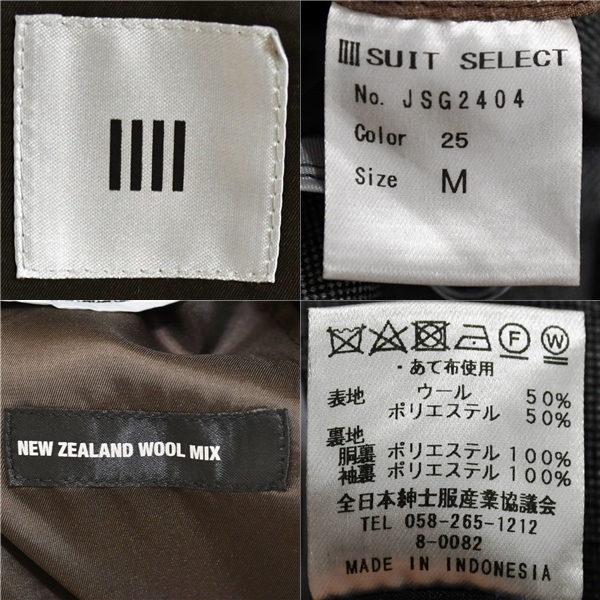 SUIT SELECT
No. JSG2404
Color 25
Size M
NEW ZEALAND WOOL MIX
F W
・あて布使用
表地 ウール 50%
ポリエステル 50%
裏地
胴裏 ポリエステル 100%
袖裏 ポリエステル 100%
全日本紳士服産業協議会
TEL 058-265-1212
8-0082
MADE IN INDONESIA